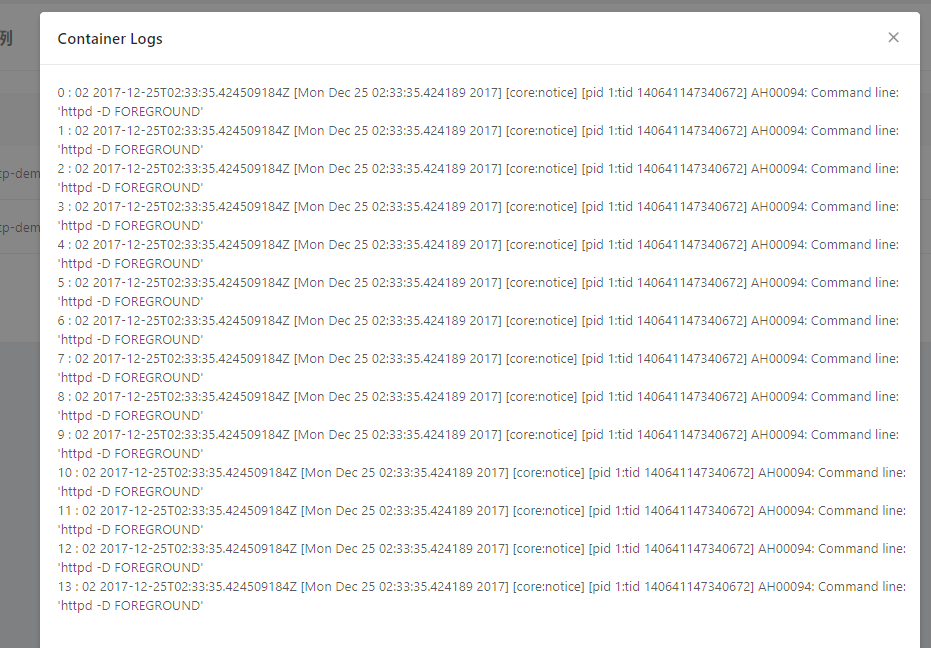 列
Container Logs
0 : 02 2017-12-25T02:33:35.424509184Z [Mon Dec 25 02:33:35.424189 2017] [core:notice] [pid 1:tid 140641147340672] AH00094: Command line:
'httpd -D FOREGROUND'
1 : 02 2017-12-25T02:33:35.424509184Z [Mon Dec 25 02:33:35.424189 2017] [core:notice] [pid 1:tid 140641147340672] AH00094: Command line:
'httpd -D FOREGROUND'
2 : 02 2017-12-25T02:33:35.424509184Z [Mon Dec 25 02:33:35.424189 2017] [core:notice] [pid 1:tid 140641147340672] AH00094: Command line:
'httpd -D FOREGROUND'
cp-dem
3 : 02 2017-12-25T02:33:35.424509184Z [Mon Dec 25 02:33:35.424189 2017] [core:notice] [pid 1:tid 140641147340672] AH00094: Command line:
'httpd -D FOREGROUND'
cp-dem
4 : 02 2017-12-25T02:33:35.424509184Z [Mon Dec 25 02:33:35.424189 2017] [core:notice] [pid 1:tid 140641147340672] AH00094: Command line:
'httpd -D FOREGROUND'
5 : 02 2017-12-25T02:33:35.424509184Z [Mon Dec 25 02:33:35.424189 2017] [core:notice] [pid 1:tid 140641147340672] AH00094: Command line:
'httpd -D FOREGROUND'
6 : 02 2017-12-25T02:33:35.424509184Z [Mon Dec 25 02:33:35.424189 2017] [core:notice] [pid 1:tid 140641147340672] AH00094: Command line:
'httpd -D FOREGROUND'
7 : 02 2017-12-25T02:33:35.424509184Z [Mon Dec 25 02:33:35.424189 2017] [core:notice] [pid 1:tid 140641147340672] AH00094: Command line:
'httpd -D FOREGROUND'
8 : 02 2017-12-25T02:33:35.424509184Z [Mon Dec 25 02:33:35.424189 2017] [core:notice] [pid 1:tid 140641147340672] AH00094: Command line:
'httpd -D FOREGROUND'
9 : 02 2017-12-25T02:33:35.424509184Z [Mon Dec 25 02:33:35.424189 2017] [core:notice] [pid 1:tid 140641147340672] AH00094: Command line:
'httpd -D FOREGROUND'
10 : 02 2017-12-25T02:33:35.424509184Z [Mon Dec 25 02:33:35.424189 2017] [core:notice] [pid 1:tid 140641147340672] AH00094: Command line:
'httpd -D FOREGROUND'
11 : 02 2017-12-25T02:33:35.424509184Z [Mon Dec 25 02:33:35.424189 2017] [core:notice] [pid 1:tid 140641147340672] AH00094: Command line:
'httpd -D FOREGROUND'
12 : 02 2017-12-25T02:33:35.424509184Z [Mon Dec 25 02:33:35.424189 2017] [core:notice] [pid 1:tid 140641147340672] AH00094: Command line:
'httpd -D FOREGROUND'
13 : 02 2017-12-25T02:33:35.424509184Z [Mon Dec 25 02:33:35.424189 2017] [core:notice] [pid 1:tid 140641147340672] AH00094: Command line:
'httpd -D FOREGROUND'